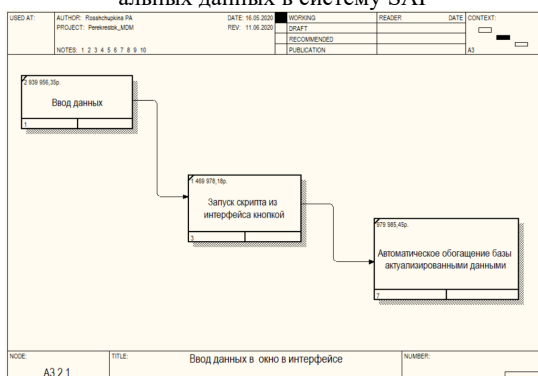 альных данных в систему SAP
USED AT:
AUTHOR: Rosshchupkina PA
DATE: 16.05.2020
WORKING
READER
DATE
CONTEXT:
PROJECT: Perekrestok_MDM
REV: 11.06.2020
DRAFT
RECOMMENDED
NOTES: 1 2 3 4 5 6 7 8 9 10
PUBLICATION
A3
2 939 956,35р.
Ввод данных
1
1 469 978,18р.
Запуск скрипта из
интерфейса кнопкой
3
979 985,45р.
Автоматическое обогащение базы
актуализированными данными
7
NODE:
TITLE:
Ввод данных в окно в интерфейсе
NUMBER:
A3.2.1